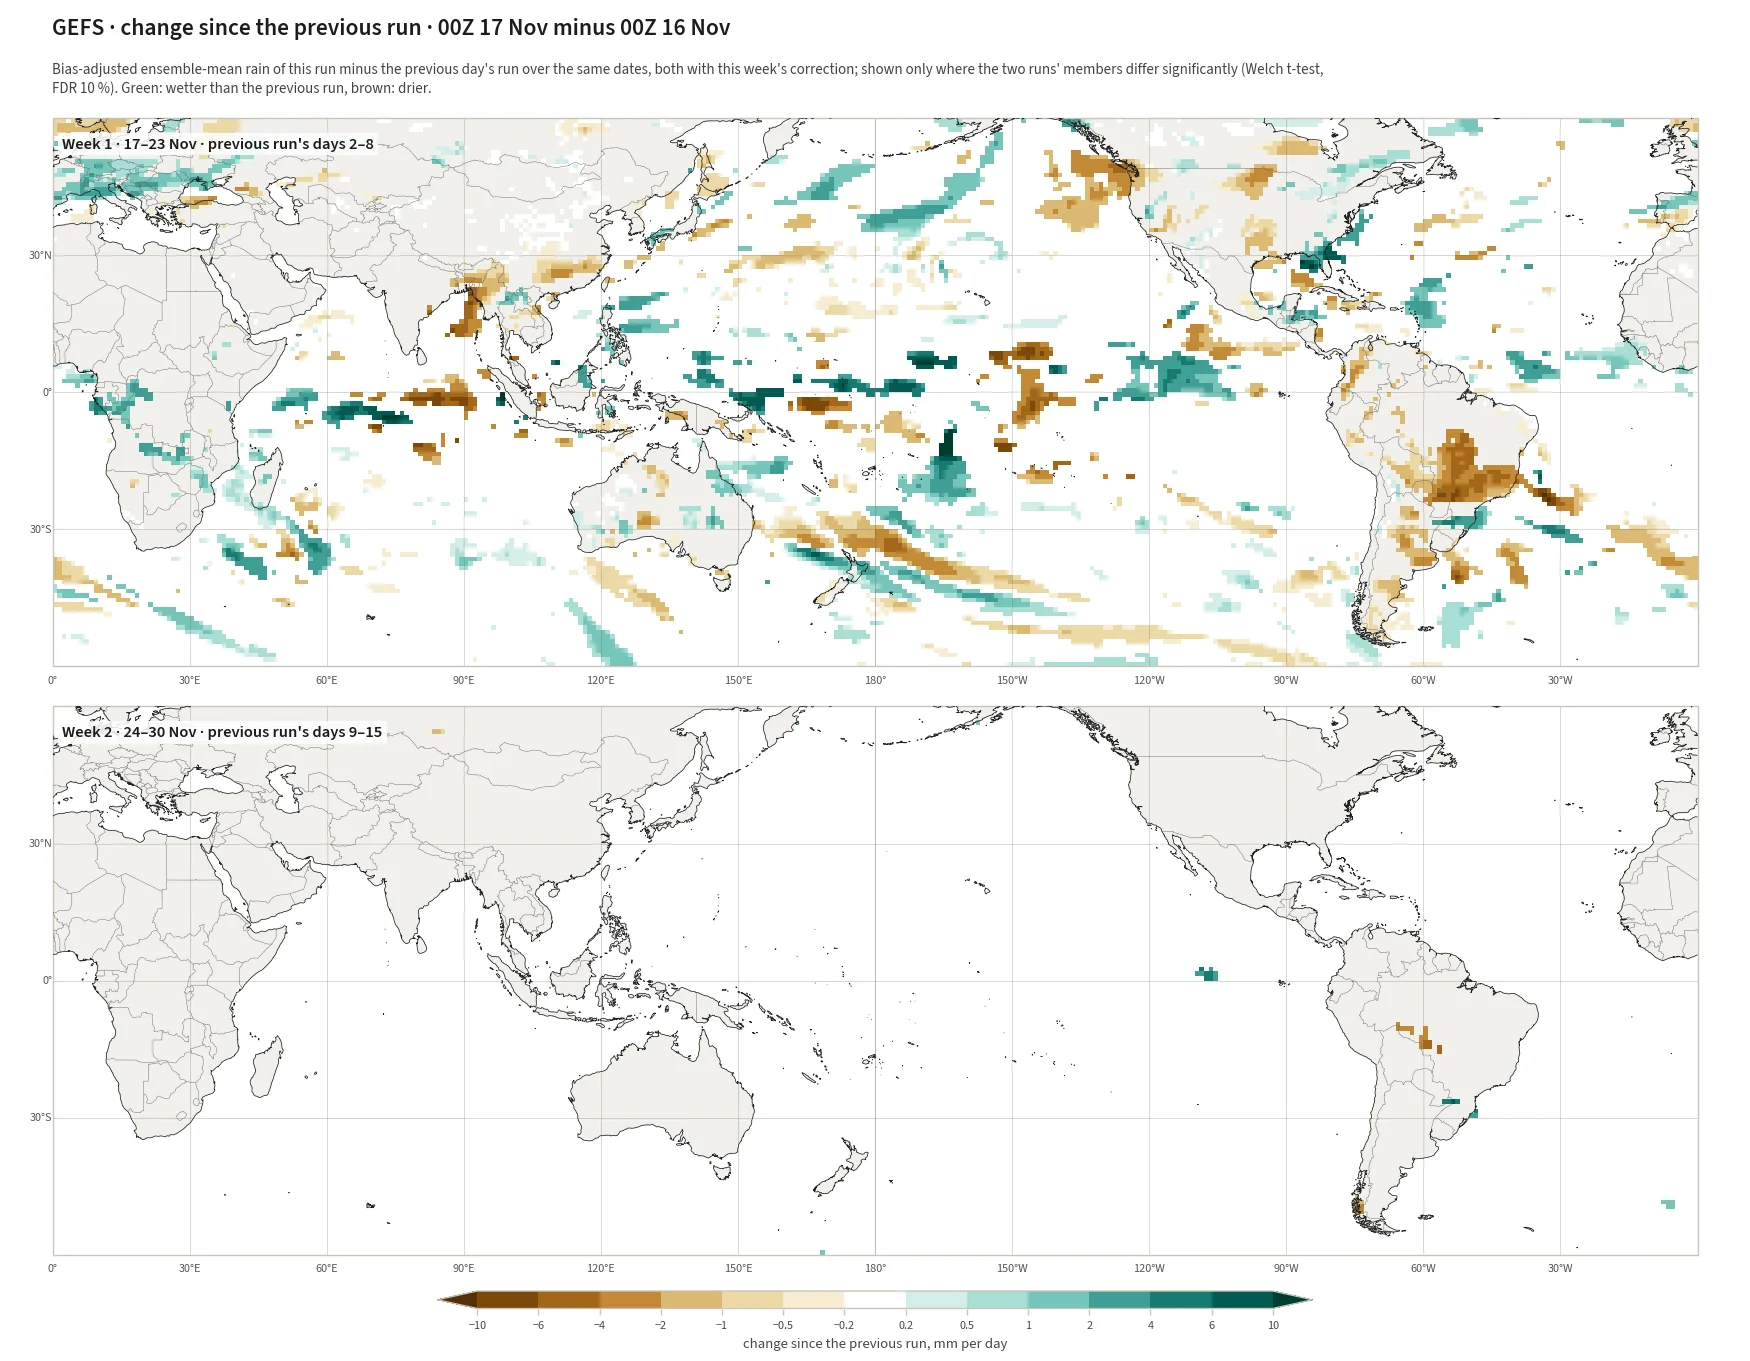 GEFS · change since the previous run · 00Z 17 Nov minus 00Z 16 Nov
Bias-adjusted ensemble-mean rain of this run minus the previous day's run over the same dates, both with this week's correction; shown only where the two runs' members differ significantly (Welch t-test,
FDR 10 %). Green: wetter than the previous run, brown: drier.
Week 1 · 17–23 Nov · previous run's days 2–8
30°N
0°
30°S
0° 30°E 60°E 90°E 120°E 150°E 180° 150°W 120°W 90°W 60°W 30°W
Week 2 · 24–30 Nov · previous run's days 9–15
30°N
0°
30°S
0° 30°E 60°E 90°E 120°E 150°E 180° 150°W 120°W 90°W 60°W 30°W
−10 −6 −4 −2 −1 −0.5 −0.2 0.2 0.5 1 2 4 6 10
change since the previous run, mm per day